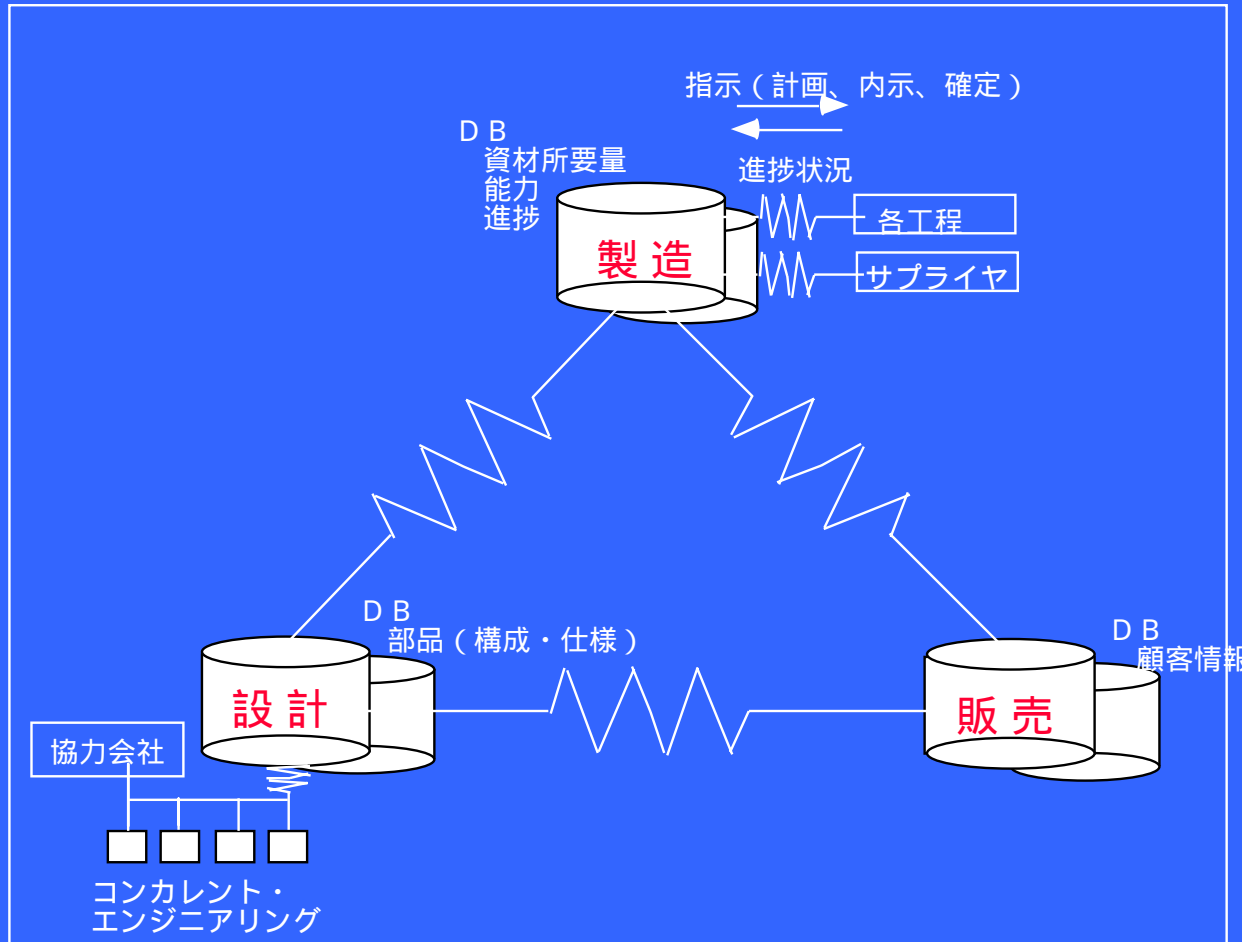 指示（計画、内示、確定）
ＤＢ
資材所要量
能力
進捗
進捗状況
各工程
製造
サプライヤ
ＤＢ
部品（構成・仕様）
ＤＢ
顧客情報
設計
販売
協力会社
コンカレント・
エンジニアリング